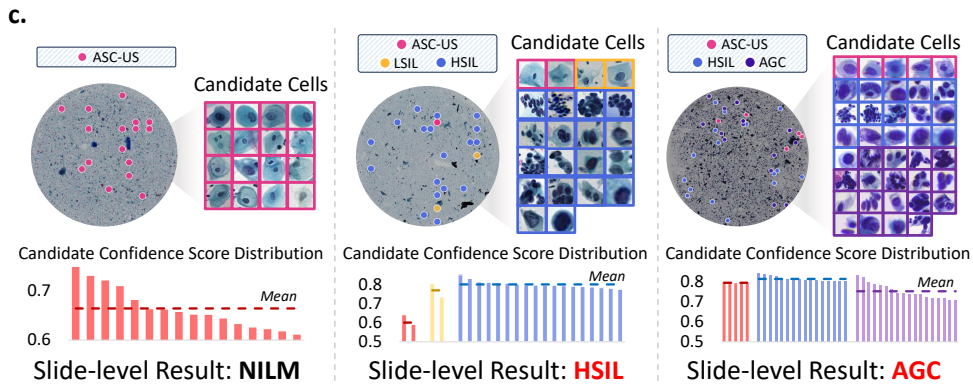 c.
ASC-US
Candidate Cells
Candidate Confidence Score Distribution
0.7
0.6
Mean
Slide-level Result: NILM
ASC-US
LSIL HSIL
Candidate Cells
Candidate Confidence Score Distribution
0.8
0.7
0.6
0.5
Mean
Slide-level Result: HSIL
ASC-US
HSIL AGC
Candidate Cells
Candidate Confidence Score Distribution
0.9
0.8
0.7
0.6
0.5
Mean
Slide-level Result: AGC